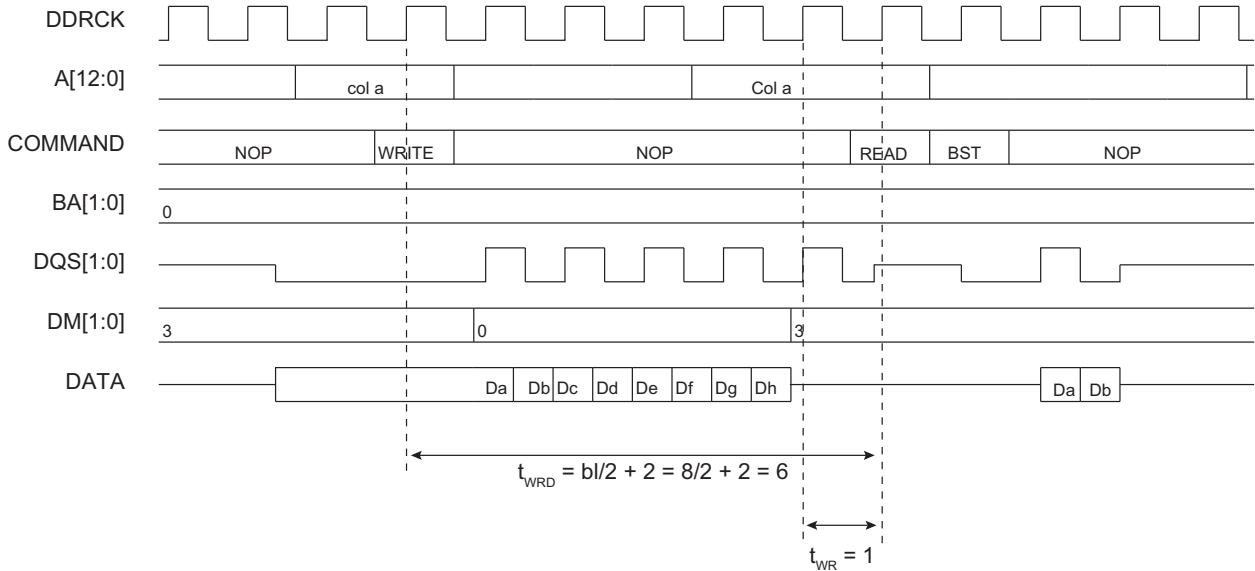 DDRCK
A[12:0] col a Col a
COMMAND NOP WRITE NOP READ BST NOP
BA[1:0] 0
DQS[1:0]
DM[1:0] 3 0 3
DATA Da Db Dc Dd De Df Dg Dh Da Db
tWRD = bl/2 + 2 = 8/2 + 2 = 6
tWR = 1